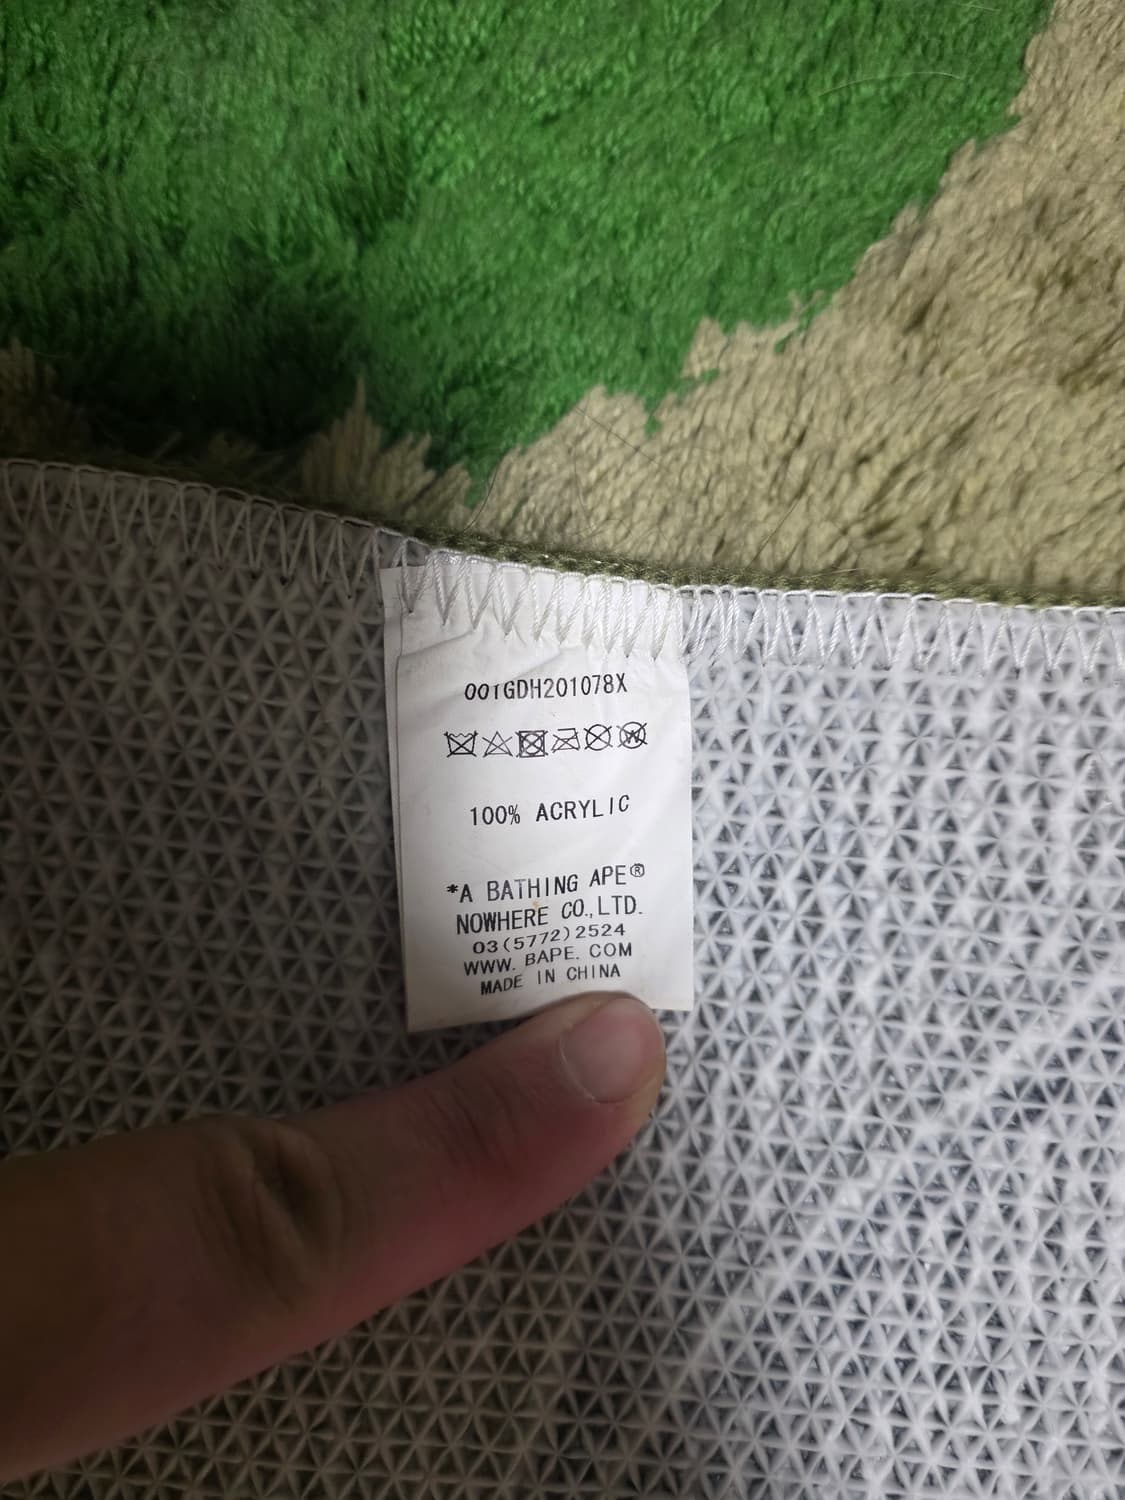 001GDH201078X
100% ACRYLIC
*A BATHING APE®
NOWHERE CO.,LTD.
03(5772)2524
WWW. BAPE. COM
MADE IN CHINA